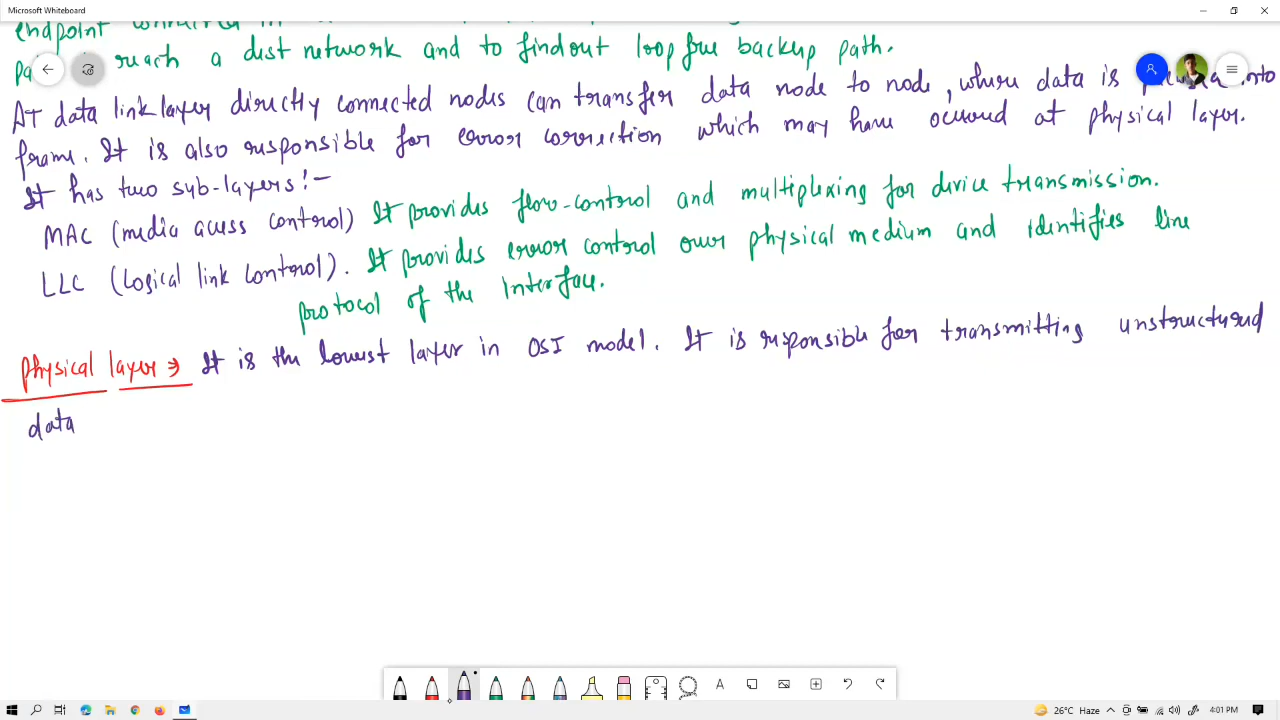 Microsoft Whiteboard
endpoint connected in
reach a dist network and to findout loop free backup path.
AT data link layer directly connected nodes can transfer data node to node, where data is into
frame. It is also responsible for error correction which may have occured at physical layer.
It has two sub-layers:-
MAC (media acess control) It provides flow-control and multiplexing for device transmission.
LLC (Logical link control). It provides error control over physical medium and identifies line
protocol of the Interface.
physical layer → It is the lowest layer in OSI model. It is responsible for transmitting unstructured
data
A
26°C Haze
4:01 PM